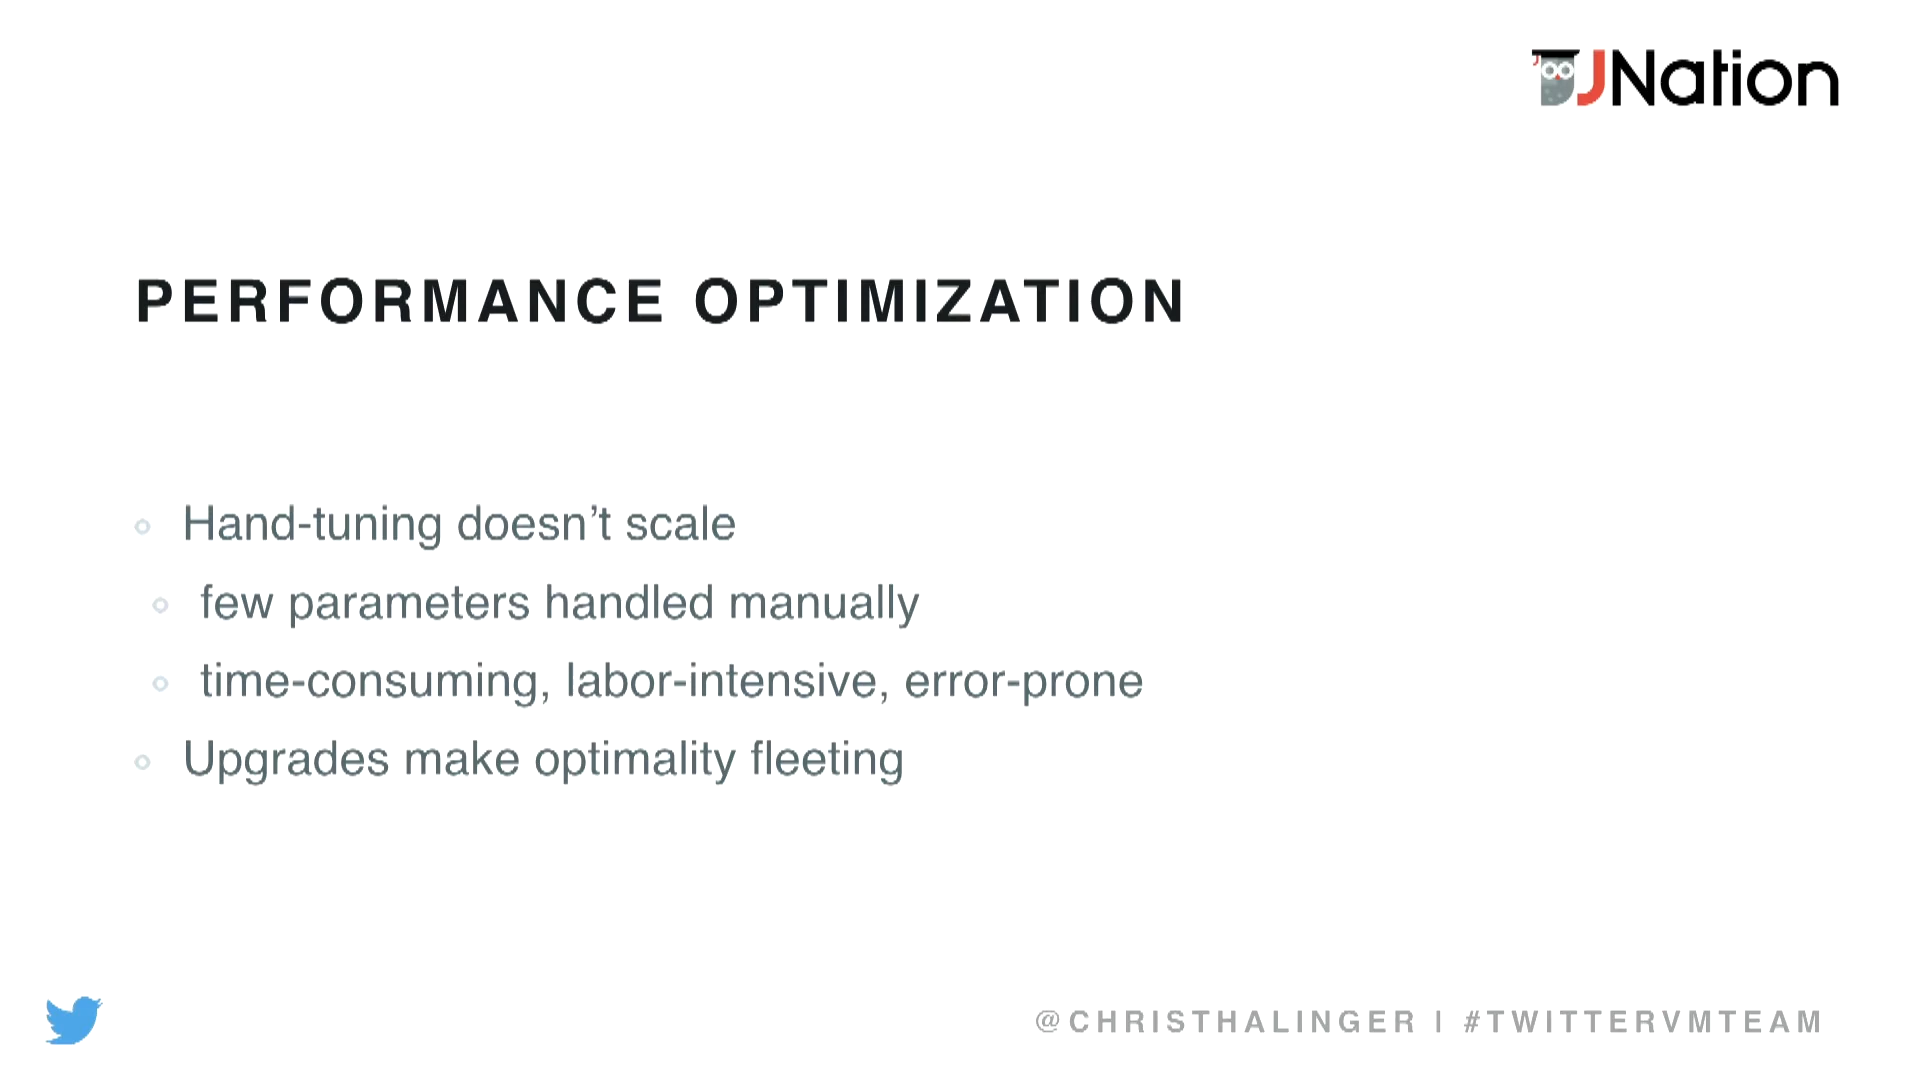 JNation
PERFORMANCE OPTIMIZATION
Hand-tuning doesn’t scale
few parameters handled manually
time-consuming, labor-intensive, error-prone
Upgrades make optimality fleeting
@CHRISTHALINGER | #TWITTERVMTEAM